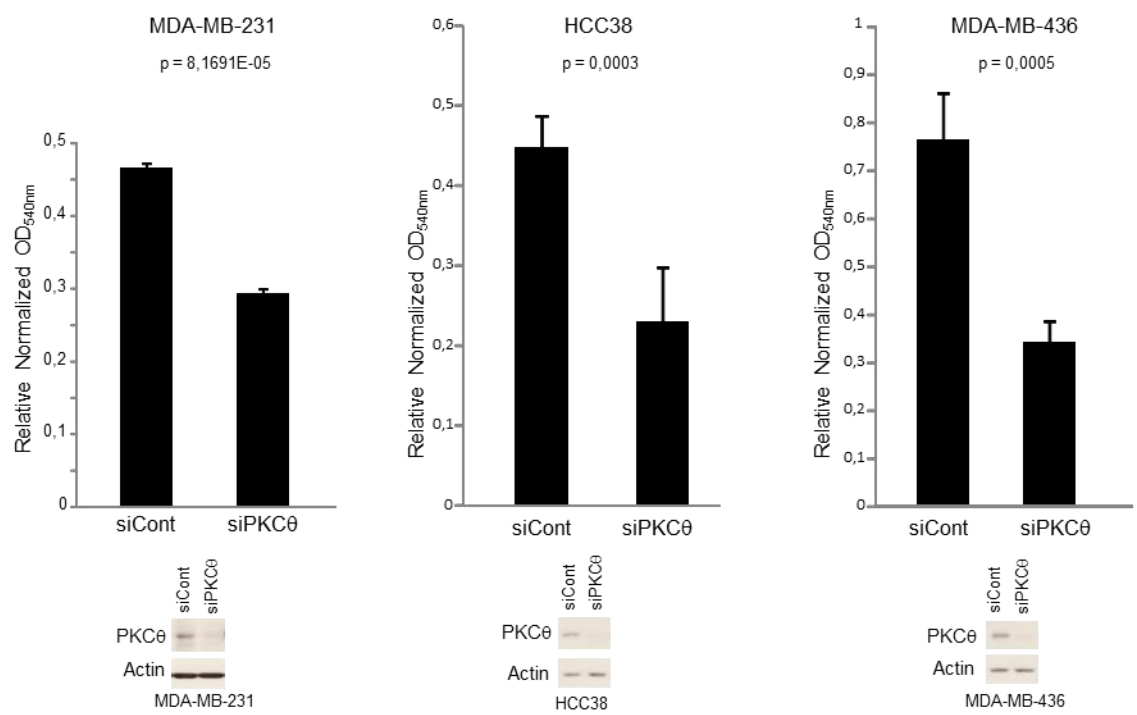 MDA-MB-231
p = 8,1691E-05
Relative Normalized OD540nm
0,5
0,3
0,2
0,1
0
siCont
siPKCθ
siCont
siPKCθ
PKCθ
Actin
MDA-MB-231
HCC38
p = 0,0003
Relative Normalized OD540nm
0,6
0,5
0,4
0,3
0,2
0,1
0
siCont
siPKCθ
siCont
siPKCθ
PKCθ
Actin
HCC38
MDA-MB-436
p = 0,0005
Relative Normalized OD540nm
1
0,9
0,8
0,7
0,6
0,5
0,4
0,3
0,2
0,1
0
siCont
siPKCθ
siCont
siPKCθ
PKCθ
Actin
MDA-MB-436